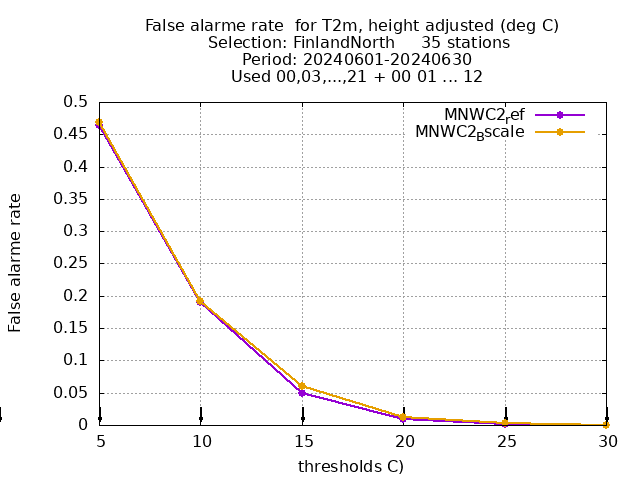 False alarme rate  for T2m, height adjusted (deg C)
Selection: FinlandNorth     35 stations
Period: 20240601-20240630
Used 00,03,...,21 + 00 01 ... 12
MNWC2ref
MNWC2Bscale
False alarme rate
0.5
0.45
0.4
0.35
0.3
0.25
0.2
0.15
0.1
0.05
0
5 10 15 20 25 30
thresholds C)